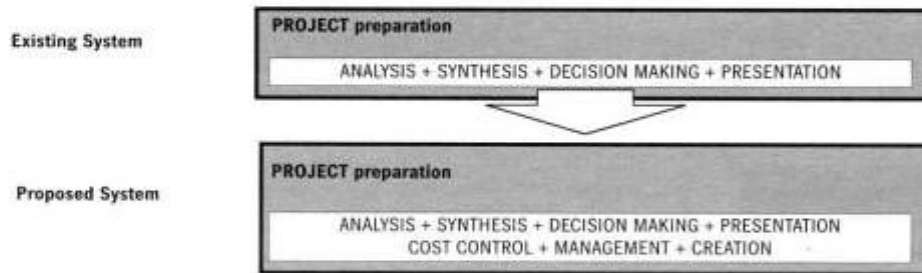 Existing System
PROJECT preparation
ANALYSIS + SYNTHESIS + DECISION MAKING + PRESENTATION
Proposed System
PROJECT preparation
ANALYSIS + SYNTHESIS + DECISION MAKING + PRESENTATION
COST CONTROL + MANAGEMENT + CREATION